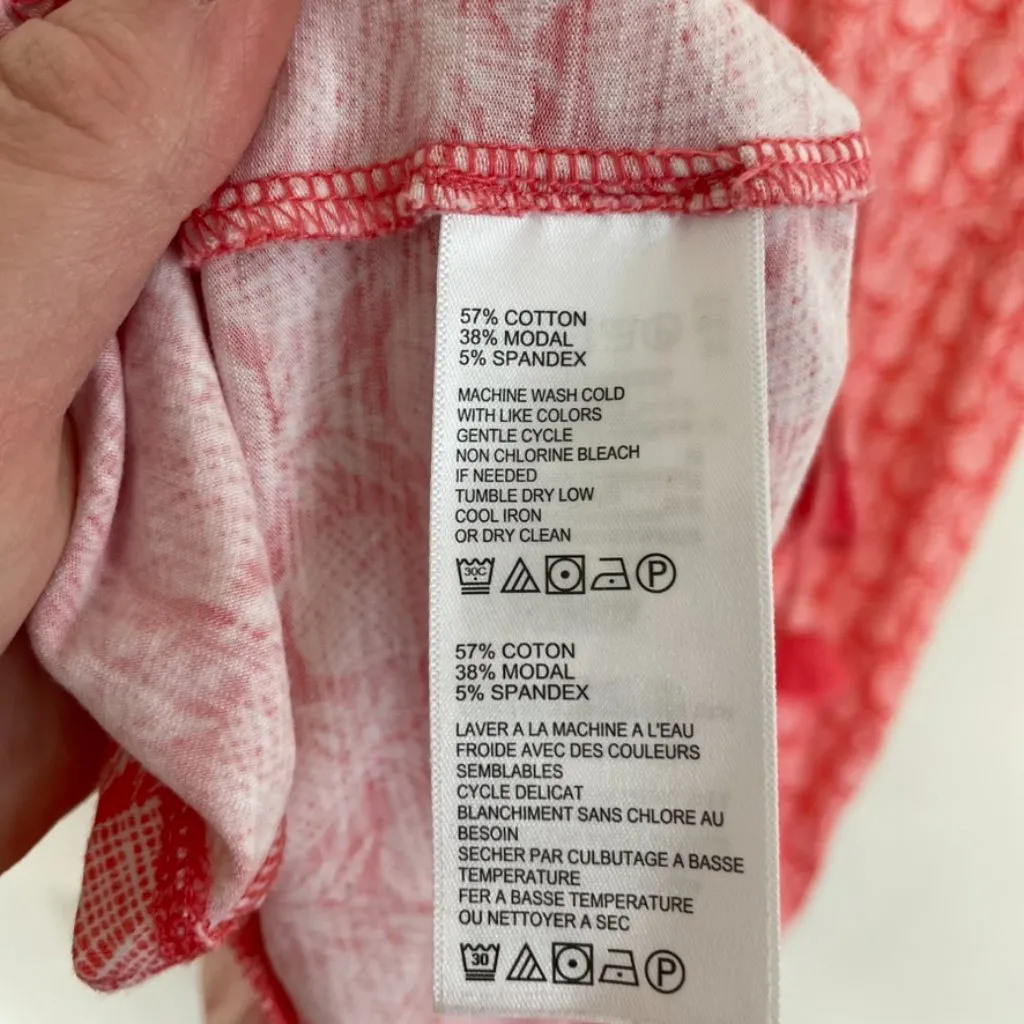 57% COTTON
38% MODAL
5% SPANDEX
MACHINE WASH COLD
WITH LIKE COLORS
GENTLE CYCLE
NON CHLORINE BLEACH
IF NEEDED
TUMBLE DRY LOW
COOL IRON
OR DRY CLEAN
30C P
57% COTON
38% MODAL
5% SPANDEX
LAVER A LA MACHINE A L'EAU
FROIDE AVEC DES COULEURS
SEMBLABLES
CYCLE DELICAT
BLANCHIMENT SANS CHLORE AU
BESOIN
SECHER PAR CULBUTAGE A BASSE
TEMPERATURE
FER A BASSE TEMPERATURE
OU NETTOYER A SEC
30 P